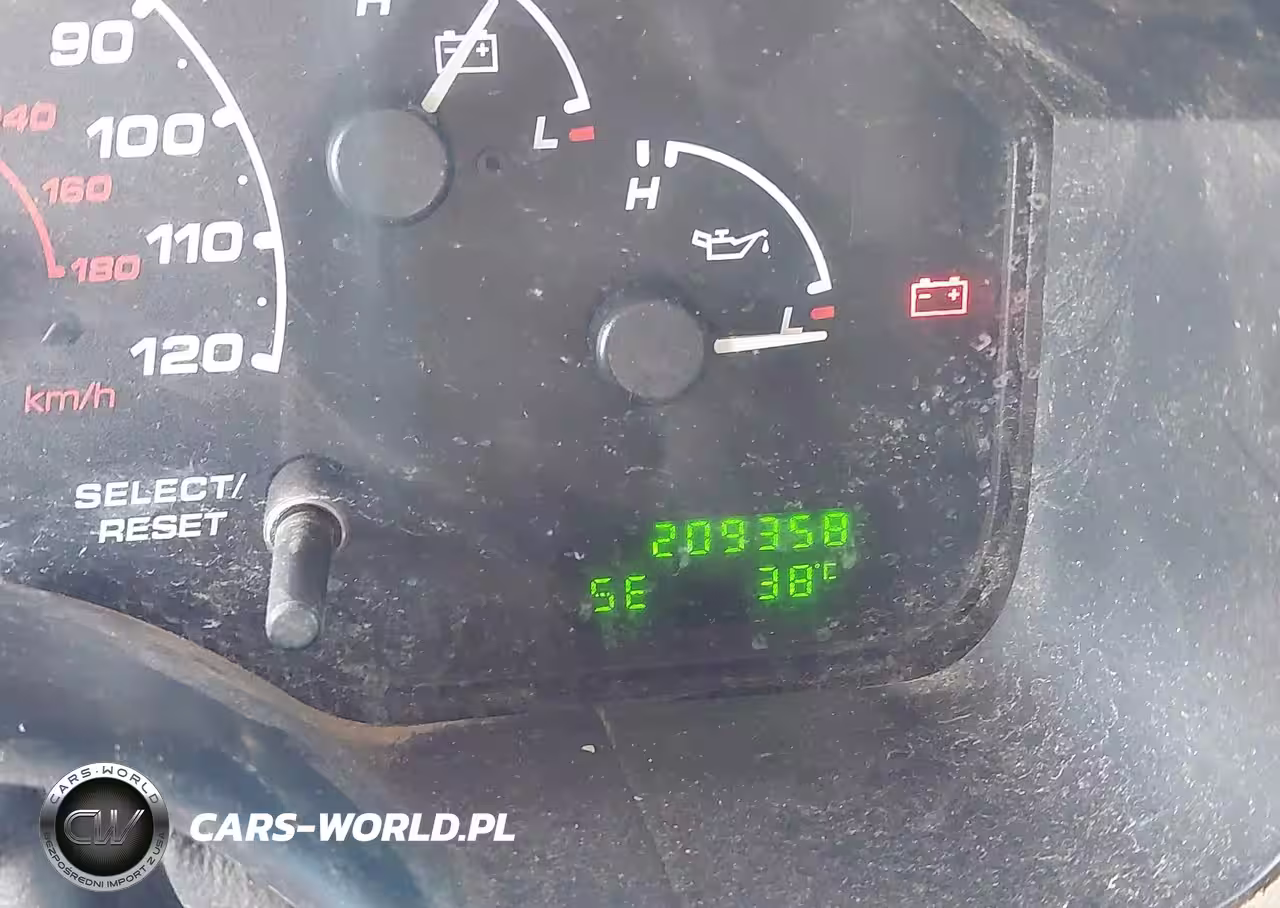 90
H
100
L
160
H
110
180
L
120
km/h
SELECT/
RESET
209358
SE 38°C
CARS-WORLD
CW
BEZPOŚREDNI IMPORT Z USA
CARS-WORLD.PL